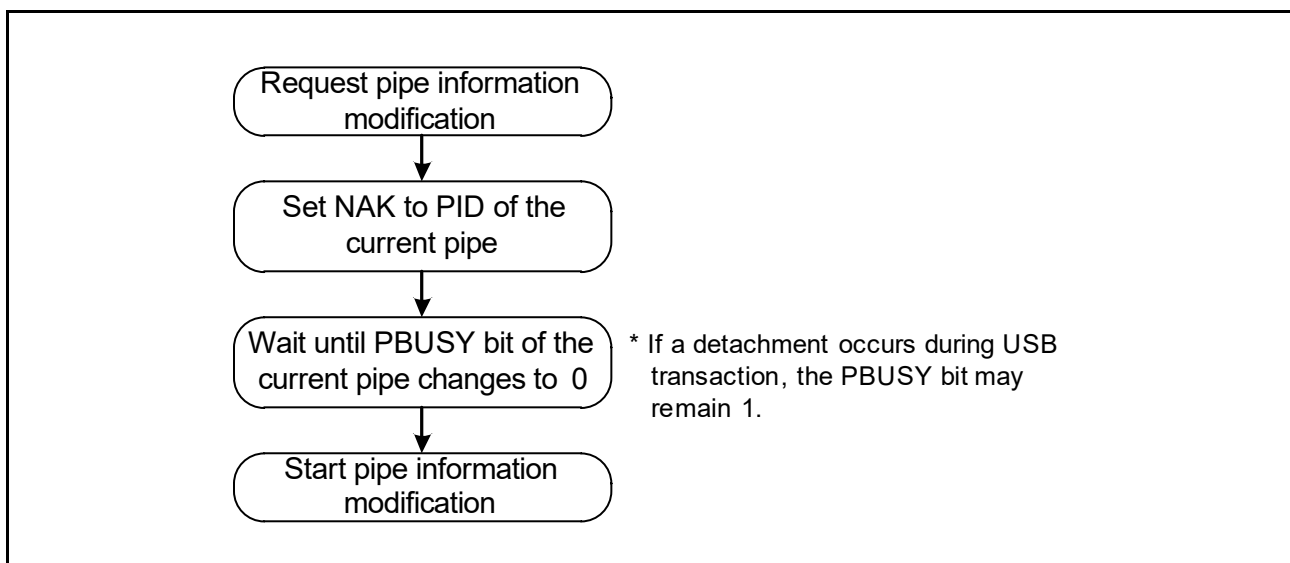 Request pipe information
modification
Set NAK to PID of the
current pipe
Wait until PBUSY bit of the
current pipe changes to 0
* If a detachment occurs during USB
transaction, the PBUSY bit may
remain 1.
Start pipe information
modification